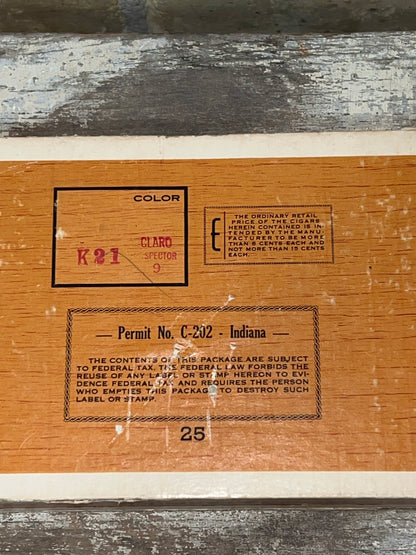 COLOR
K21 CLARO
SPECTOR
9
E
THE ORDINARY RETAIL
PRICE OF THE CIGARS
HEREIN CONTAINED IS IN-
TENDED BY THE MANU-
FACTURER TO BE MORE
THAN 6 CENTS EACH AND
NOT MORE THAN 15 CENTS
EACH.
— Permit No. C-202 - Indiana —
THE CONTENTS OF THIS PACKAGE ARE SUBJECT
TO FEDERAL TAX. THE FEDERAL LAW FORBIDS THE
REUSE OF ANY LABEL OR STAMP HEREON TO EVI-
DENCE FEDERAL TAX AND REQUIRES THE PERSON
WHO EMPTIES THIS PACKAGE TO DESTROY SUCH
LABEL OR STAMP.
25